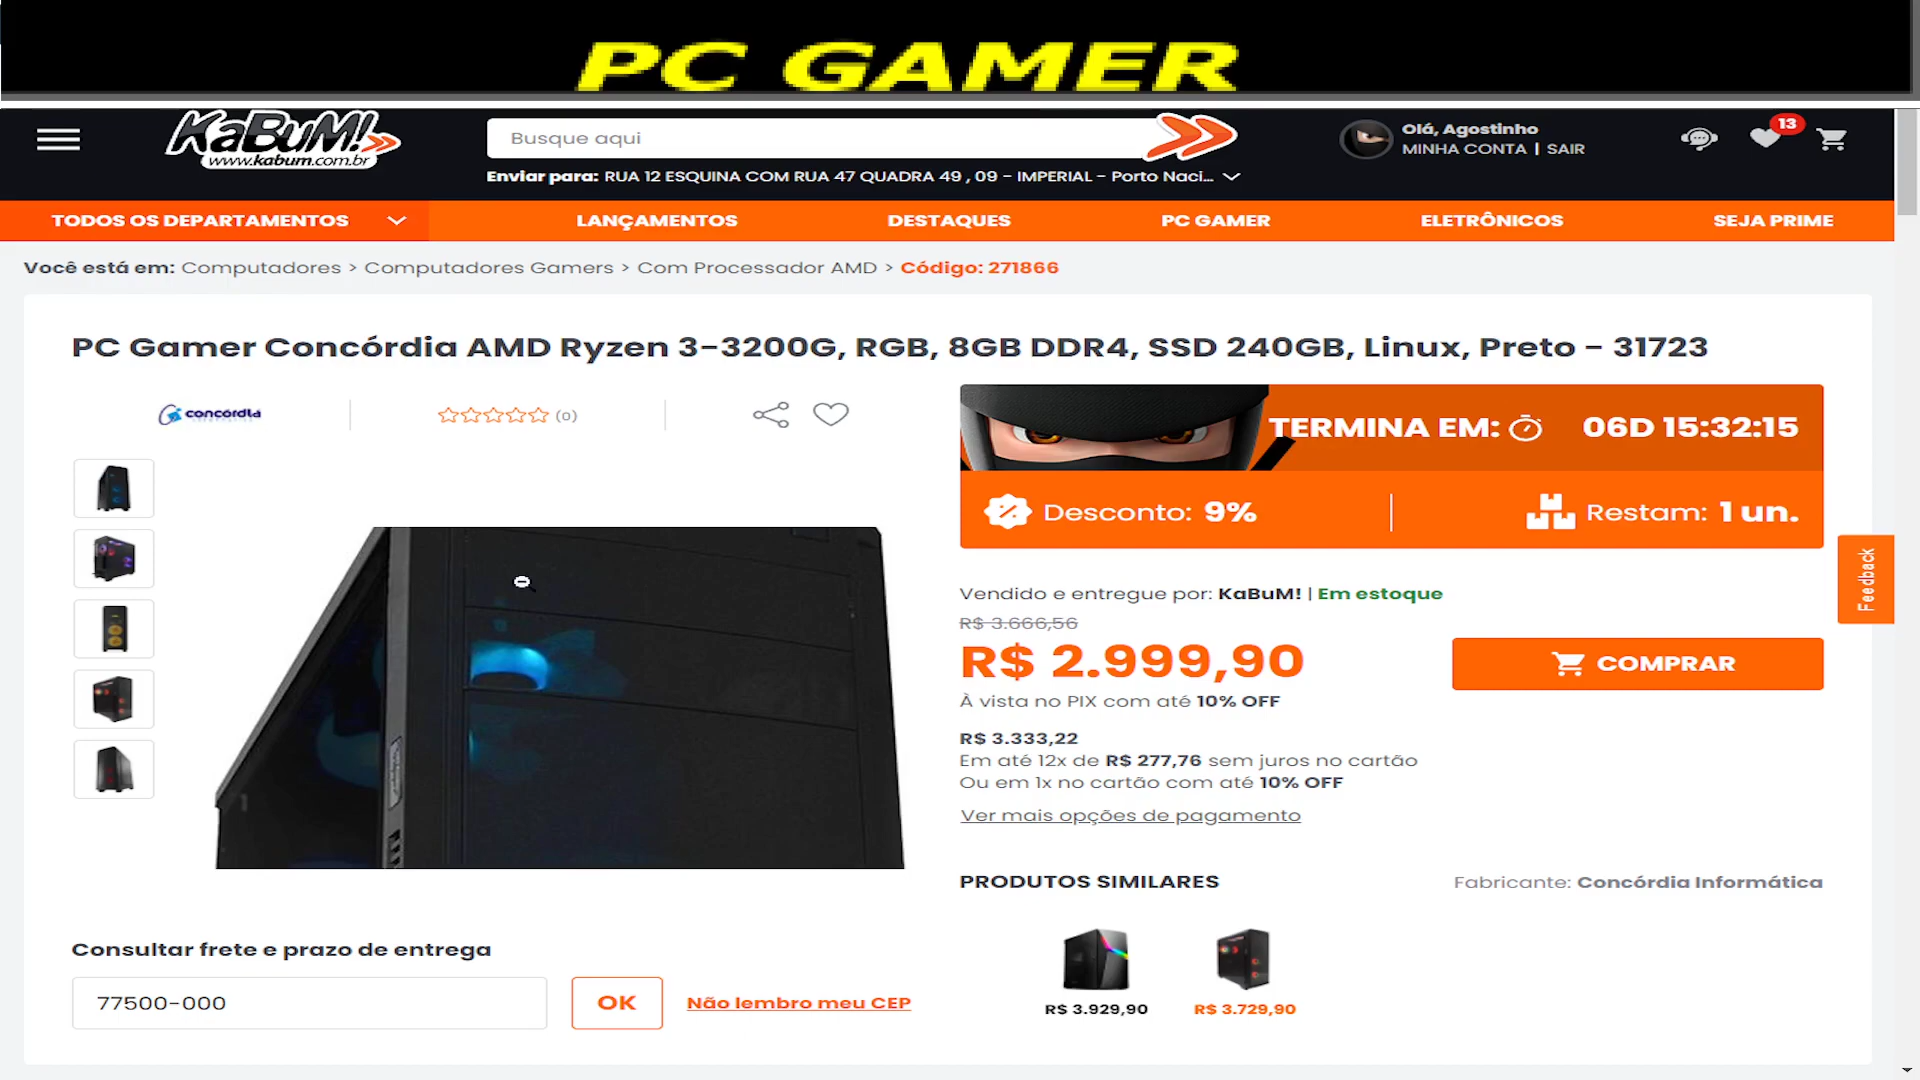 PC GAMER
KaBuM!
www.kabum.com.br
Busque aqui
Olá, Agostinho
MINHA CONTA | SAIR
13
Enviar para: RUA 12 ESQUINA COM RUA 47 QUADRA 49 , 09 - IMPERIAL - Porto Naci...
TODOS OS DEPARTAMENTOS
LANÇAMENTOS
DESTAQUES
PC GAMER
ELETRÔNICOS
SEJA PRIME
Você está em: Computadores > Computadores Gamers > Com Processador AMD > Código: 271866
PC Gamer Concórdia AMD Ryzen 3-3200G, RGB, 8GB DDR4, SSD 240GB, Linux, Preto - 31723
concórdia
(0)
TERMINA EM: 06D 15:32:15
Desconto: 9%
Restam: 1 un.
Feedback
Vendido e entregue por: KaBuM! | Em estoque
R$ 3.666,56
R$ 2.999,90
COMPRAR
À vista no PIX com até 10% OFF
R$ 3.333,22
Em até 12x de R$ 277,76 sem juros no cartão
Ou em 1x no cartão com até 10% OFF
Ver mais opções de pagamento
PRODUTOS SIMILARES
Fabricante: Concórdia Informática
R$ 3.929,90
R$ 3.729,90
Consultar frete e prazo de entrega
77500-000
OK
Não lembro meu CEP